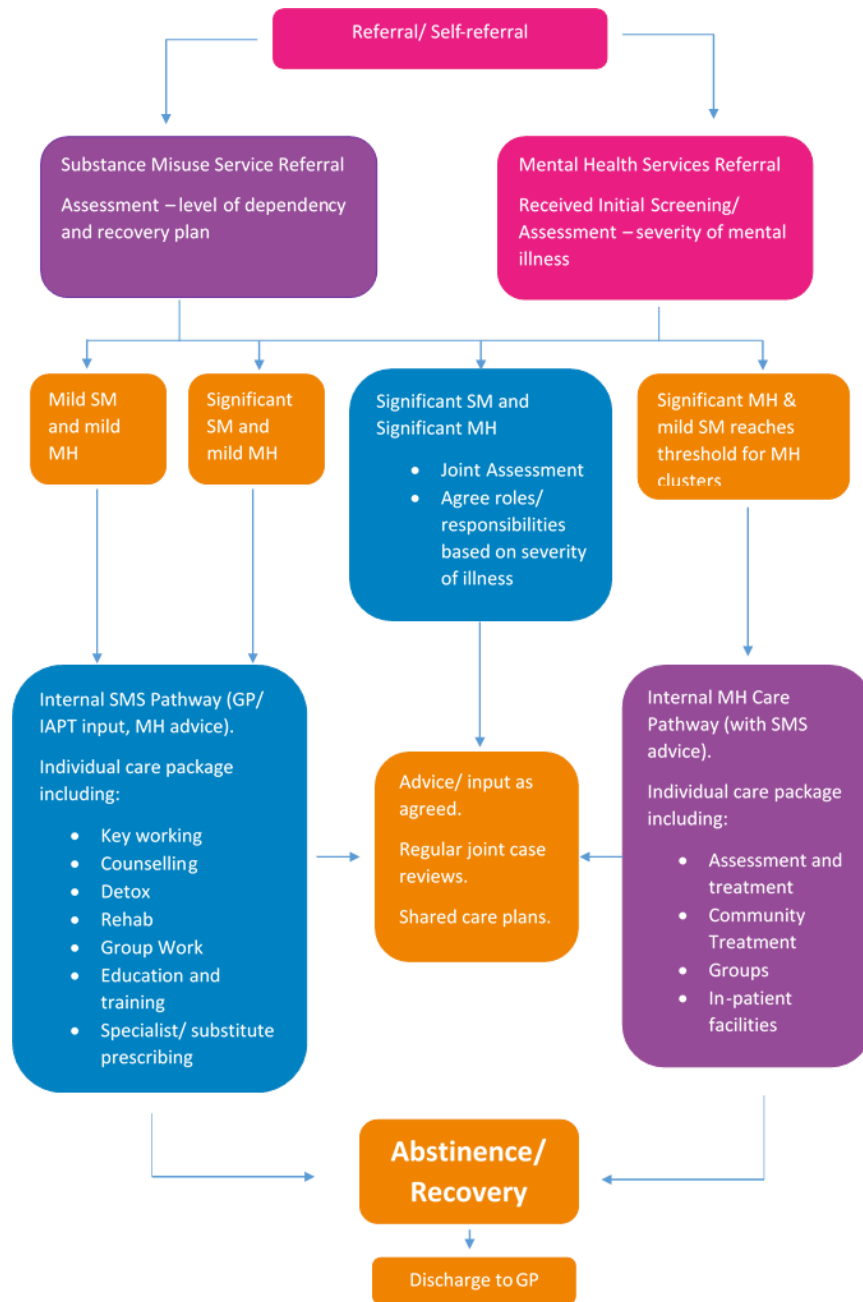 Referral/ Self-referral
Substance Misuse Service Referral
Assessment – level of dependency
and recovery plan
Mental Health Services Referral
Received Initial Screening/
Assessment – severity of mental
illness
Mild SM
and mild
MH
Significant
SM and
mild MH
Significant SM and
Significant MH
• Joint Assessment
• Agree roles/
responsibilities
based on severity
of illness
Significant MH &
mild SM reaches
threshold for MH
clusters
Internal SMS Pathway (GP/
IAPT input, MH advice).
Individual care package
including:
• Key working
• Counselling
• Detox
• Rehab
• Group Work
• Education and
training
• Specialist/ substitute
prescribing
Advice/ input as
agreed.
Regular joint case
reviews.
Shared care plans.
Internal MH Care
Pathway (with SMS
advice).
Individual care package
including:
• Assessment and
treatment
• Community
Treatment
• Groups
• In-patient
facilities
Abstinence/
Recovery
Discharge to GP